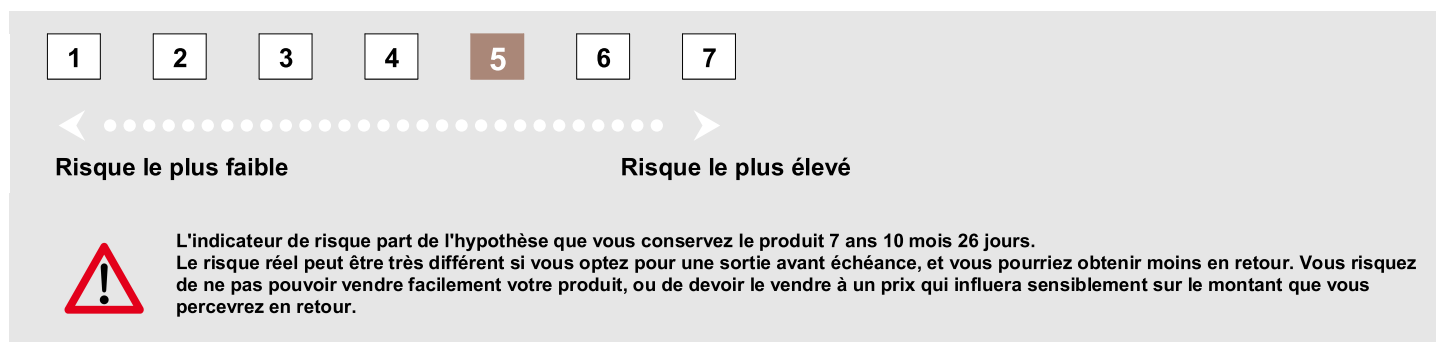 1 2 3 4 5 6 7
Risque le plus faible Risque le plus élevé
L'indicateur de risque part de l'hypothèse que vous conservez le produit 7 ans 10 mois 26 jours.
Le risque réel peut être très différent si vous optez pour une sortie avant échéance, et vous pourriez obtenir moins en retour. Vous risquez
de ne pas pouvoir vendre facilement votre produit, ou de devoir le vendre à un prix qui influera sensiblement sur le montant que vous
percevrez en retour.